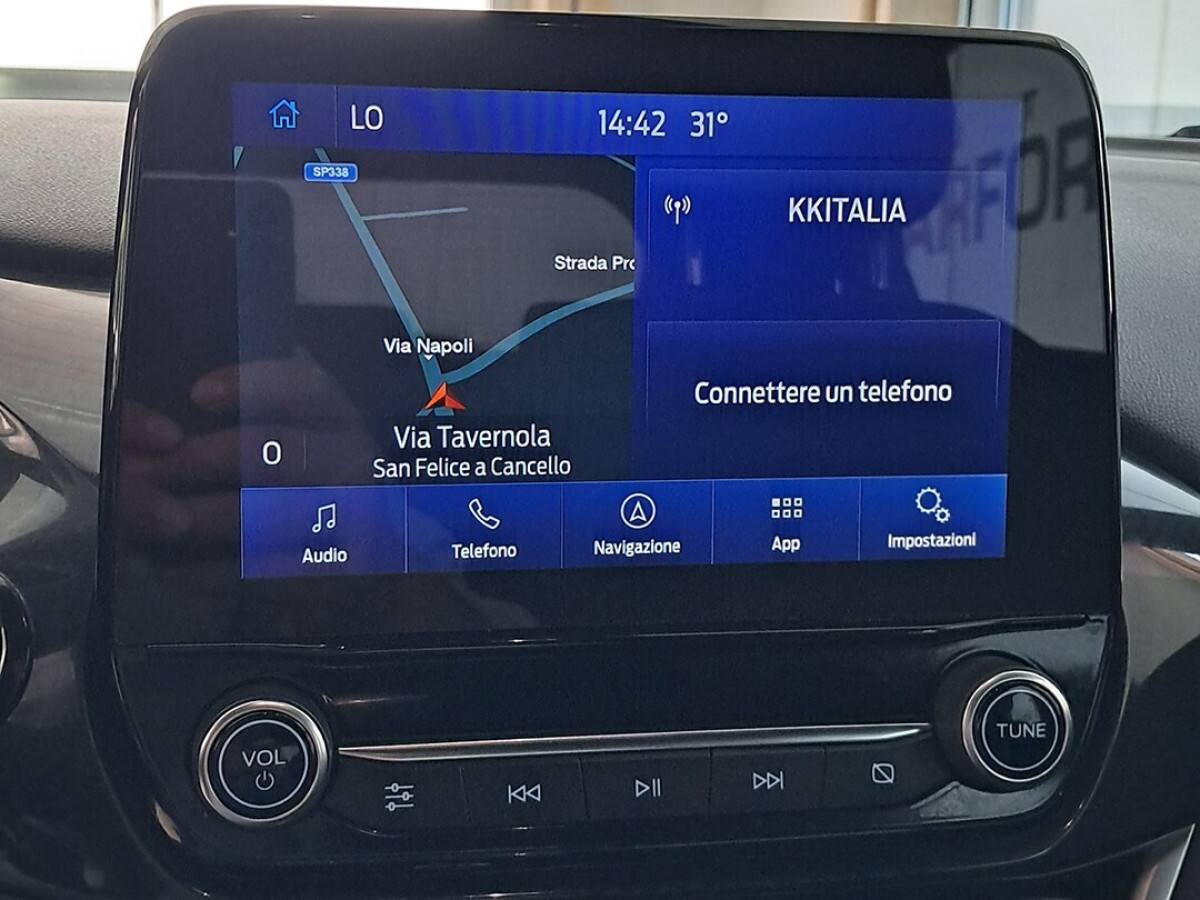 LO
14:42 31°
SP338
KKITALIA
Strada Pro
Via Napoli
Connettere un telefono
Via Tavernola
0
San Felice a Cancello
Audio
Telefono
Navigazione
App
Impostazioni
VOL
TUNE